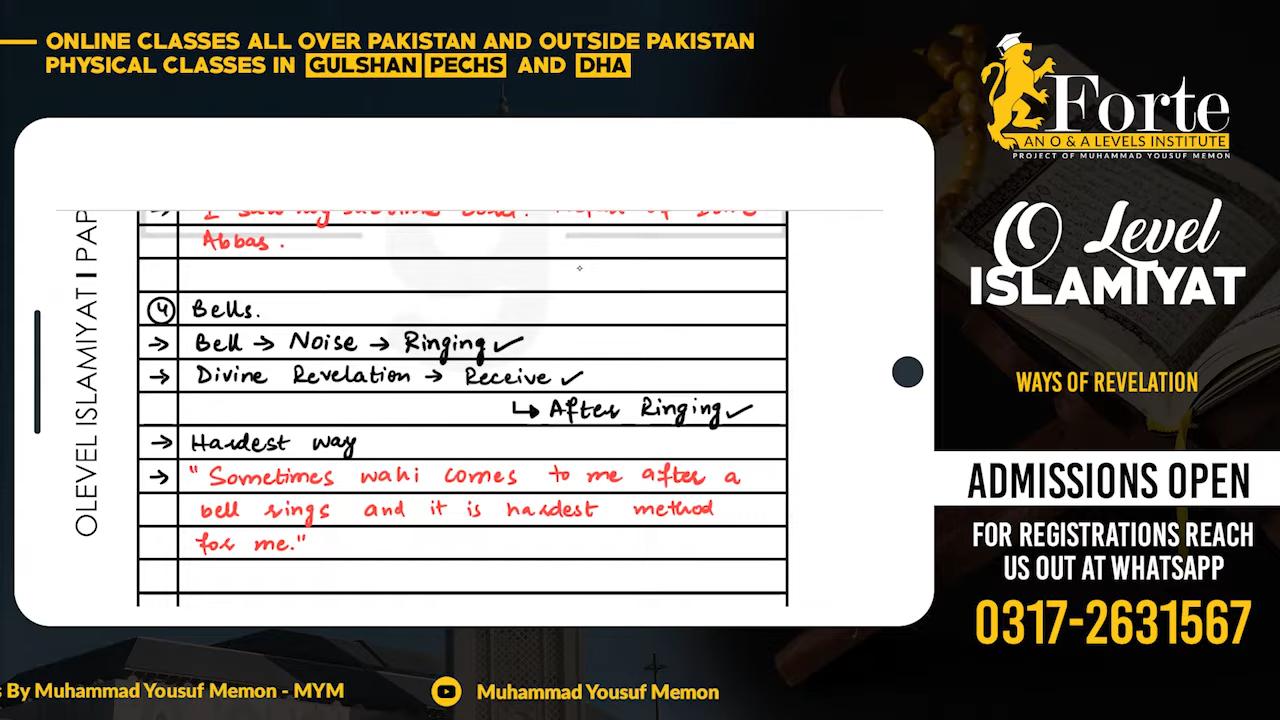 ONLINE CLASSES ALL OVER PAKISTAN AND OUTSIDE PAKISTAN
PHYSICAL CLASSES IN GULSHAN PECHS AND DHA
Forte
AN O & A LEVELS INSTITUTE
PROJECT OF MUHAMMAD YOUSUF MEMON
O Level
ISLAMIYAT
WAYS OF REVELATION
ADMISSIONS OPEN
FOR REGISTRATIONS REACH
US OUT AT WHATSAPP
0317-2631567
OLEVEL ISLAMIYAT I PAP
Abbas.
4 Bells.
→ Bell → Noise → Ringing ✓
→ Divine Revelation → Receive ✓
↳ After Ringing ✓
→ Hardest way
→ "Sometimes wahi comes to me after a
bell rings and it is hardest method
for me."
s By Muhammad Yousuf Memon - MYM
Muhammad Yousuf Memon